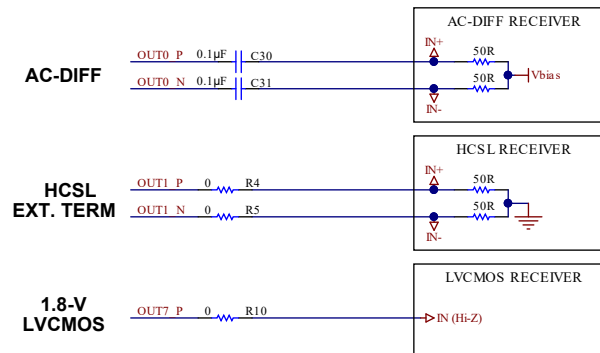 AC-DIFF RECEIVER
AC-DIFF
OUT0_P 0.1µF C30 IN+ 50R
Vbias
OUT0_N 0.1µF C31 50R
IN-
HCSL RECEIVER
HCSL
EXT. TERM
OUT1_P 0 R4 IN+ 50R
OUT1_N 0 R5 50R
IN-
LVCMOS RECEIVER
1.8-V
LVCMOS
OUT7_P 0 R10 IN (Hi-Z)